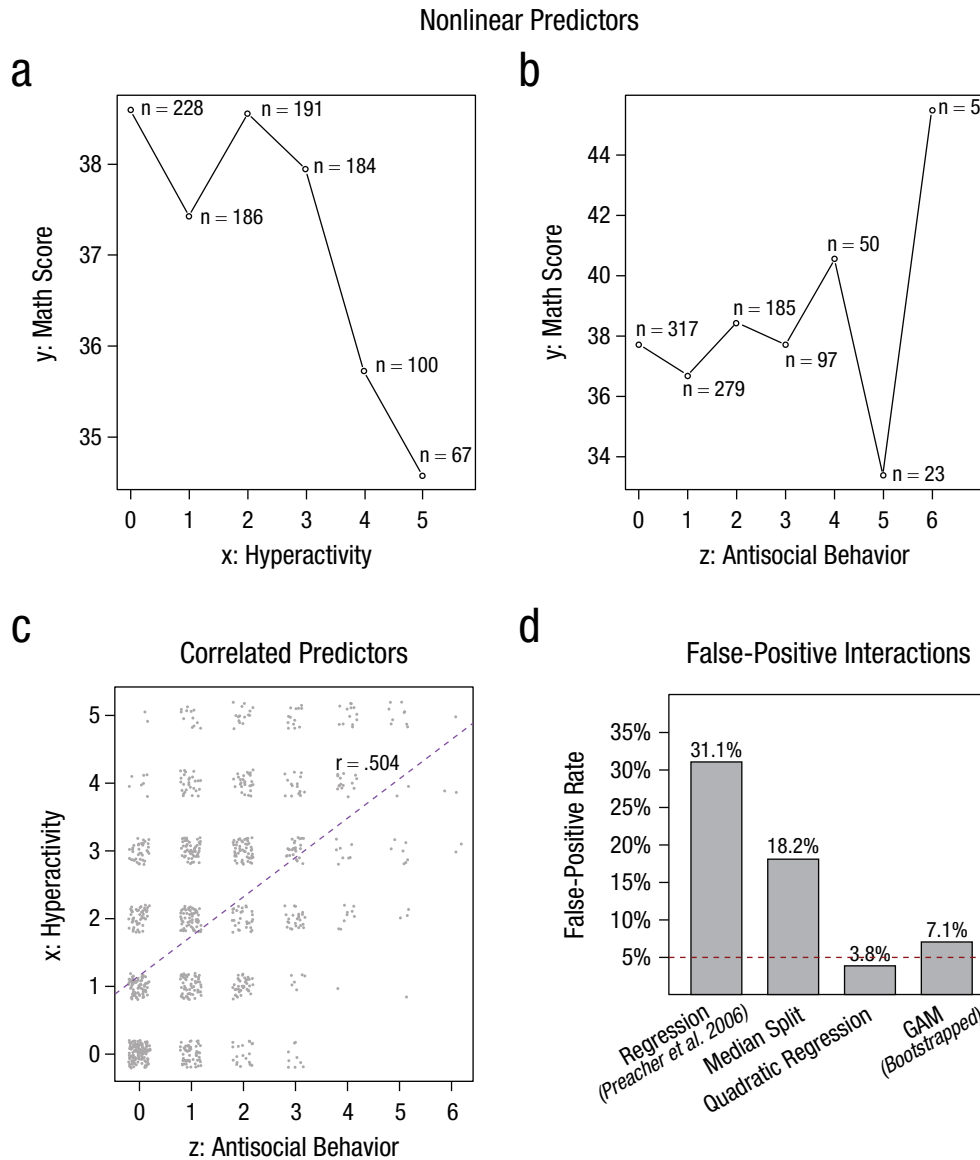 Nonlinear Predictors
a
n = 228
n = 191
n = 184
n = 186
n = 100
n = 67
38
37
36
35
y: Math Score
0 1 2 3 4 5
x: Hyperactivity
b
n = 5
n = 50
n = 185
n = 317
n = 97
n = 279
n = 23
44
42
40
38
36
34
y: Math Score
0 1 2 3 4 5 6
z: Antisocial Behavior
c
Correlated Predictors
r = .504
5
4
3
2
1
0
x: Hyperactivity
0 1 2 3 4 5 6
z: Antisocial Behavior
d
False-Positive Interactions
35%
30%
25%
20%
15%
10%
5%
False-Positive Rate
31.1%
18.2%
3.8%
7.1%
Regression
(Preacher et al. 2006)
Median Split
Quadratic Regression
GAM
(Bootstrapped)